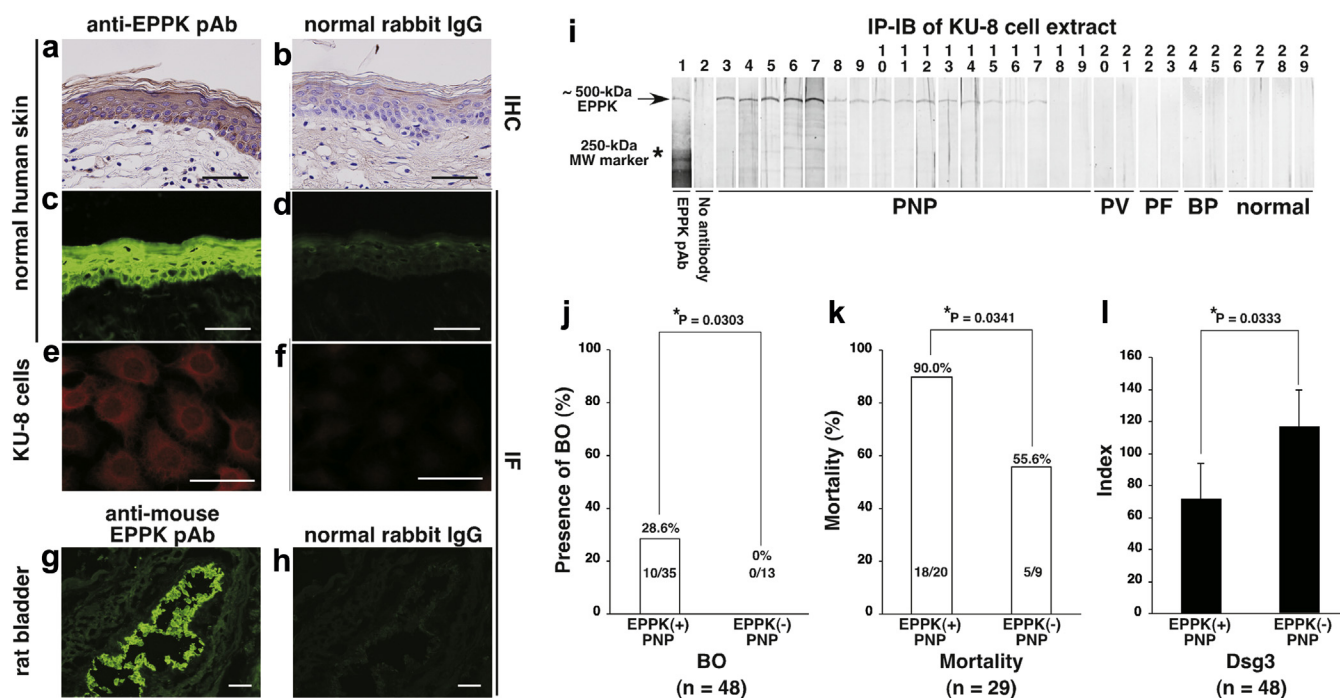 anti-EPPK pAb
normal rabbit IgG
a
b
IHC
normal human skin
c
d
KU-8 cells
e
f
IF
anti-mouse
EPPK pAb
normal rabbit IgG
rat bladder
g
h
i
IP-IB of KU-8 cell extract
1 2 3 4 5 6 7 8 9 10 11 12 13 14 15 16 17 18 19 20 21 22 23 24 25 26 27 28 29
~ 500-kDa
EPPK
250-kDa
MW marker *
EPPK pAb
No antibody
PNP
PV
PF
BP
normal
j
*P = 0.0303
Presence of BO (%)
100
80
60
40
20
0
28.6%
10/35
0%
0/13
EPPK(+)
PNP
EPPK(-)
PNP
BO
(n = 48)
k
*P = 0.0341
Mortality (%)
100
80
60
40
20
0
90.0%
18/20
55.6%
5/9
EPPK(+)
PNP
EPPK(-)
PNP
Mortality
(n = 29)
l
*P = 0.0333
Index
160
140
120
100
80
60
40
20
0
EPPK(+)
PNP
EPPK(-)
PNP
Dsg3
(n = 48)